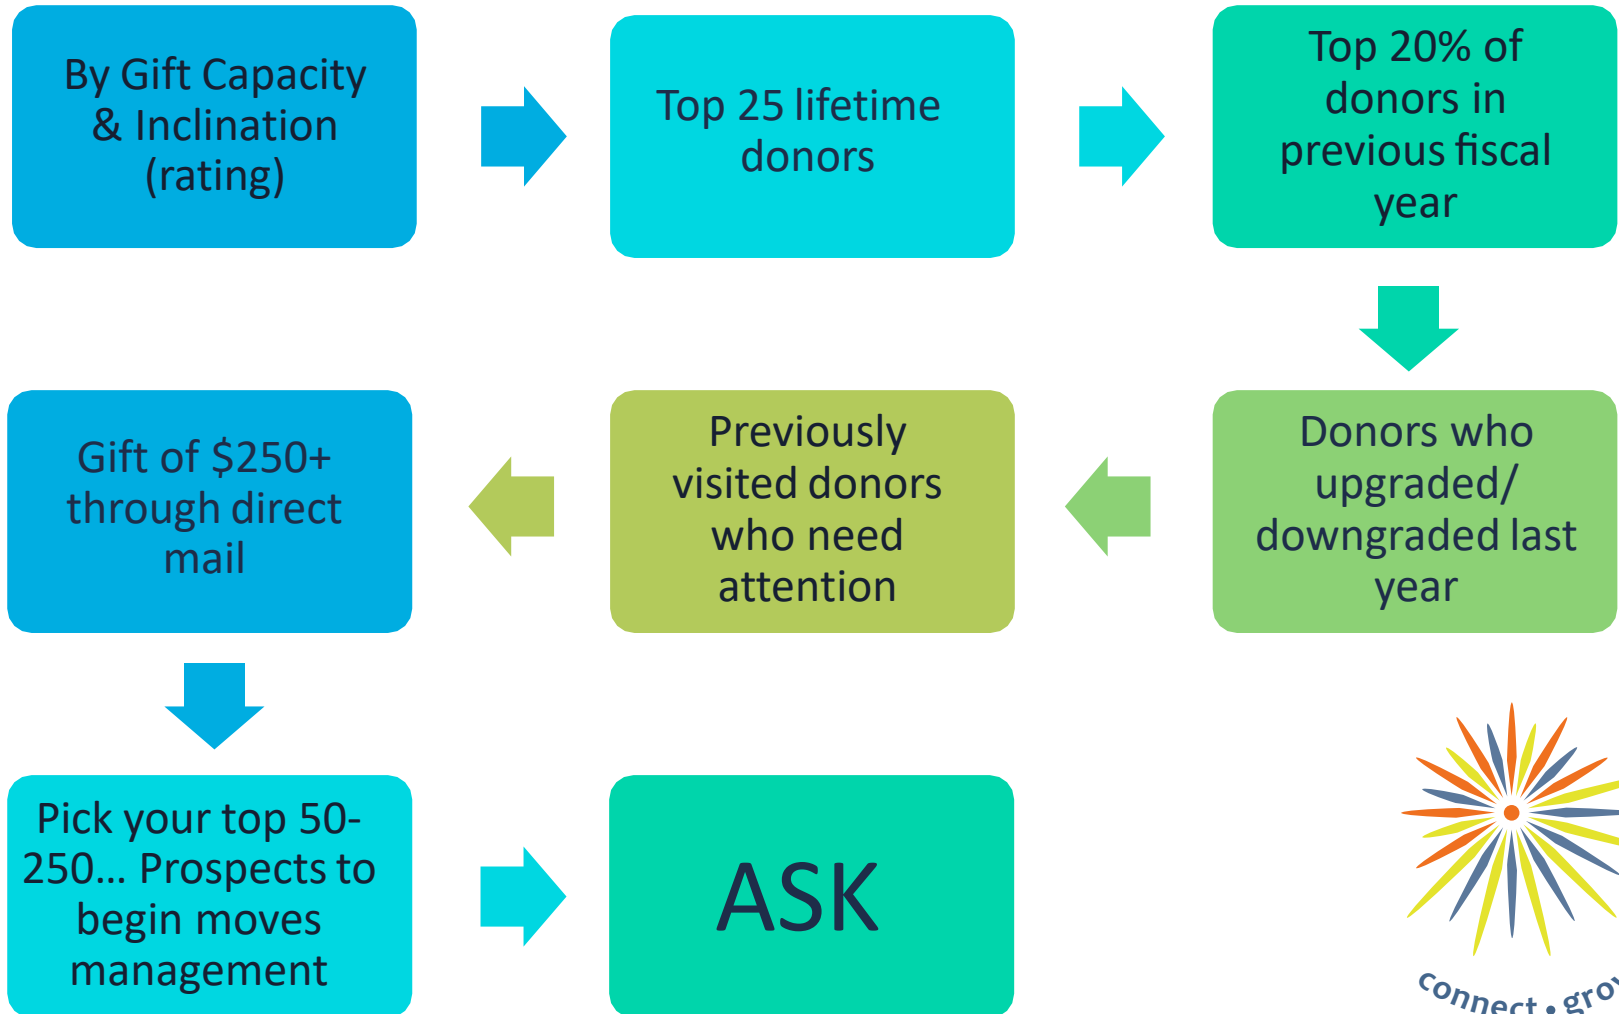 By Gift Capacity
& Inclination
(rating)
Top 25 lifetime
donors
Top 20% of
donors in
previous fiscal
year
Donors who
upgraded/
downgraded last
year
Previously
visited donors
who need
attention
Gift of $250+
through direct
mail
Pick your top 50-
250... Prospects to
begin moves
management
ASK
connect •